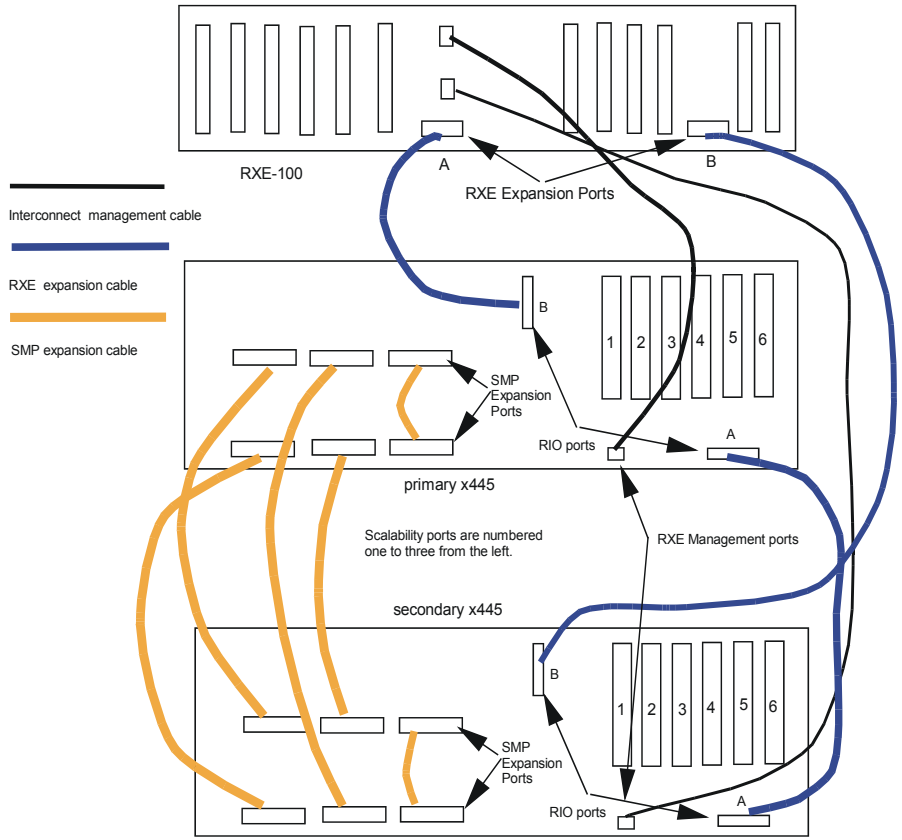 RXE-100
A
B
RXE Expansion Ports
Interconnect management cable
RXE expansion cable
SMP expansion cable
B
1
2
3
4
5
6
SMP
Expansion
Ports
RIO ports
A
primary x445
Scalability ports are numbered
one to three from the left.
RXE Management ports
secondary x445
B
1
2
3
4
5
6
SMP
Expansion
Ports
RIO ports
A